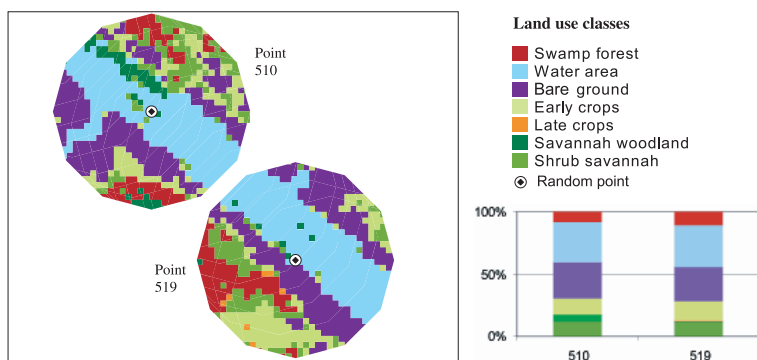 Point
510
Point
519
Land use classes
Swamp forest
Water area
Bare ground
Early crops
Late crops
Savannah woodland
Shrub savannah
Random point
100%
50%
0%
510 519